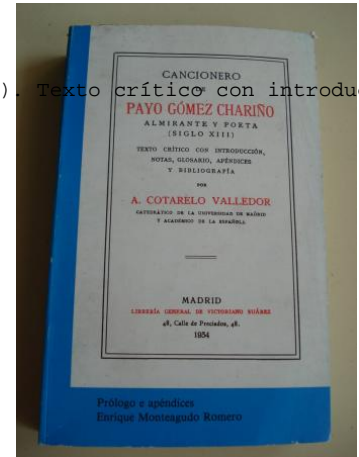 CANCIONERO
DE
). Texto crítico con introduc
PAYO GÓMEZ CHARIÑO
ALMIRANTE Y POETA
(SIGLO XIII)
TEXTO CRÍTICO CON INTRODUCCIÓN,
NOTAS, GLOSARIO, APÉNDICES
Y BIBLIOGRAFÍA
POR
A. COTARELO VALLEDOR
CATEDRÁTICO DE LA UNIVERSIDAD DE MADRID
Y ACADÉMICO DE LA ESPAÑOLA
MADRID
LIBRERÍA GENERAL DE VICTORIANO SUÁREZ
48, Calle de Preciados, 48.
1934
Prólogo e apéndices
Enrique Monteagudo Romero